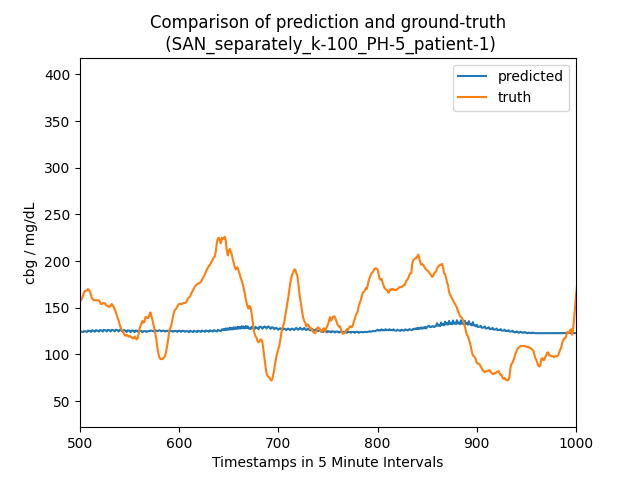 Comparison of prediction and ground-truth
(SAN_separately_k-100_PH-5_patient-1)
predicted
truth
400
350
300
250
200
150
100
50
cbg / mg/dL
500
600
700
800
900
1000
Timestamps in 5 Minute Intervals